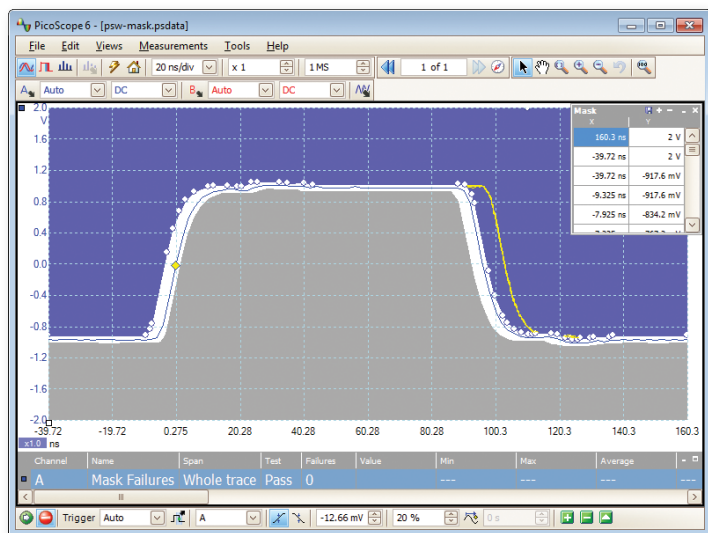 PicoScope 6 - [psw-mask.psdata]
File Edit Views Measurements Tools Help
20 ns/div x 1 1 MS 1 of 1
A Auto DC B Auto DC
2.0
V
1.6
1.2
0.8
0.4
0.0
-0.4
-0.8
-1.2
-1.6
-2.0
-39.72 -19.72 0.275 20.28 40.28 60.28 80.28 100.3 120.3 140.3 160.3
x1.0 ns
Mask
X Y
160.3 ns 2 V
-39.72 ns 2 V
-39.72 ns -917.6 mV
-9.325 ns -917.6 mV
-7.925 ns -834.2 mV
Channel Name Span Test Failures Value Min Max Average
A Mask Failures Whole trace Pass 0 --- --- ---
Trigger Auto A -12.66 mV 20 % 0 s